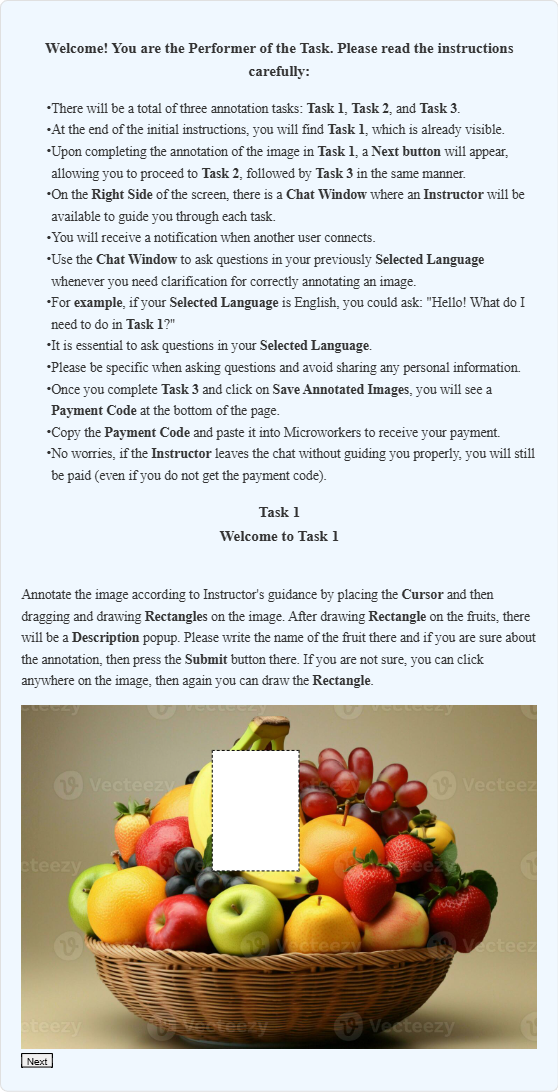 Welcome! You are the Performer of the Task. Please read the instructions
carefully:
•There will be a total of three annotation tasks: Task 1, Task 2, and Task 3.
•At the end of the initial instructions, you will find Task 1, which is already visible.
•Upon completing the annotation of the image in Task 1, a Next button will appear,
allowing you to proceed to Task 2, followed by Task 3 in the same manner.
•On the Right Side of the screen, there is a Chat Window where an Instructor will be
available to guide you through each task.
•You will receive a notification when another user connects.
•Use the Chat Window to ask questions in your previously Selected Language
whenever you need clarification for correctly annotating an image.
•For example, if your Selected Language is English, you could ask: "Hello! What do I
need to do in Task 1?"
•It is essential to ask questions in your Selected Language.
•Please be specific when asking questions and avoid sharing any personal information.
•Once you complete Task 3 and click on Save Annotated Images, you will see a
Payment Code at the bottom of the page.
•Copy the Payment Code and paste it into Microworkers to receive your payment.
•No worries, if the Instructor leaves the chat without guiding you properly, you will still
be paid (even if you do not get the payment code).
Task 1
Welcome to Task 1
Annotate the image according to Instructor's guidance by placing the Cursor and then
dragging and drawing Rectangles on the image. After drawing Rectangle on the fruits, there
will be a Description popup. Please write the name of the fruit there and if you are sure about
the annotation, then press the Submit button there. If you are not sure, you can click
anywhere on the image, then again you can draw the Rectangle.
Vecteezy
Next